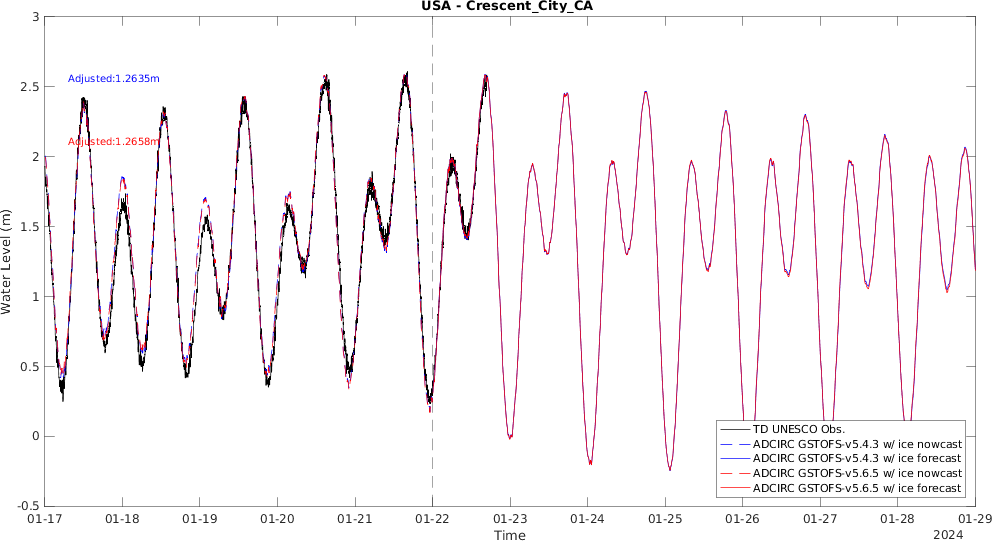 USA - Crescent_City_CA
3
2.5
2
1.5
1
0.5
0
-0.5
Water Level (m)
Adjusted:1.2635m
Adjusted:1.2658m
TD UNESCO Obs.
ADCIRC GSTOFS-v5.4.3 w/ ice nowcast
ADCIRC GSTOFS-v5.4.3 w/ ice forecast
ADCIRC GSTOFS-v5.6.5 w/ ice nowcast
ADCIRC GSTOFS-v5.6.5 w/ ice forecast
01-17 01-18 01-19 01-20 01-21 01-22 01-23 01-24 01-25 01-26 01-27 01-28 01-29
Time
2024